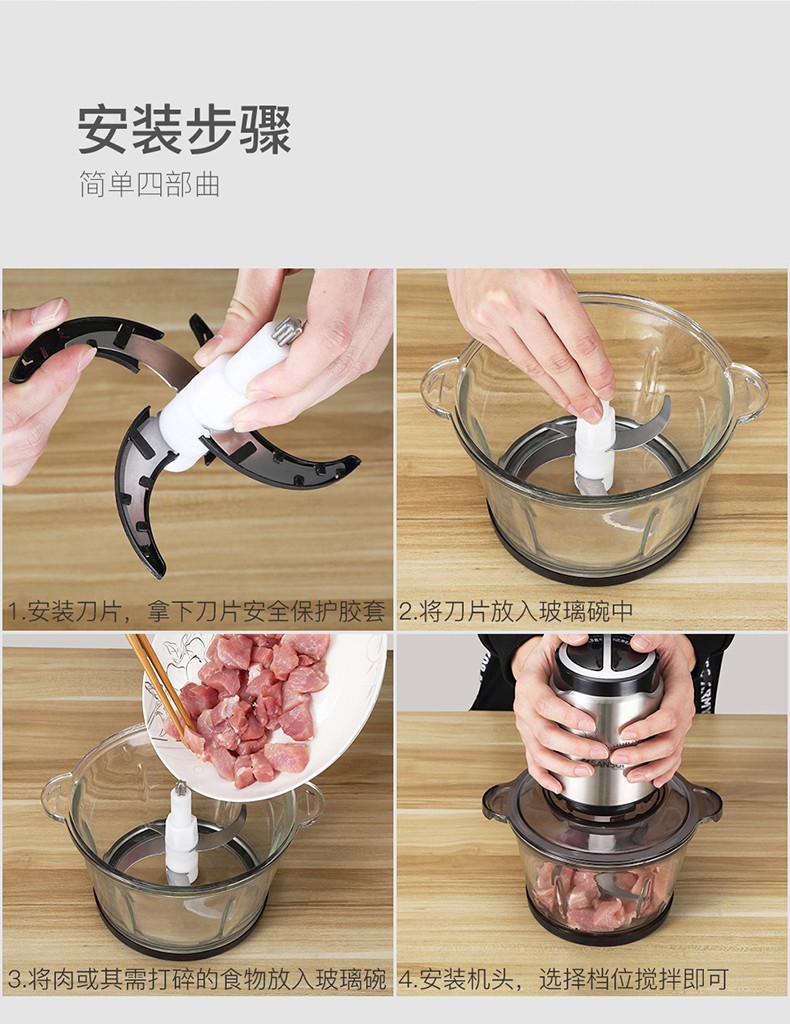 安装步骤
简单四部曲
1.安装刀片，拿下刀片安全保护胶套
2.将刀片放入玻璃碗中
3.将肉或其需打碎的食物放入玻璃碗
4.安装机头，选择档位搅拌即可